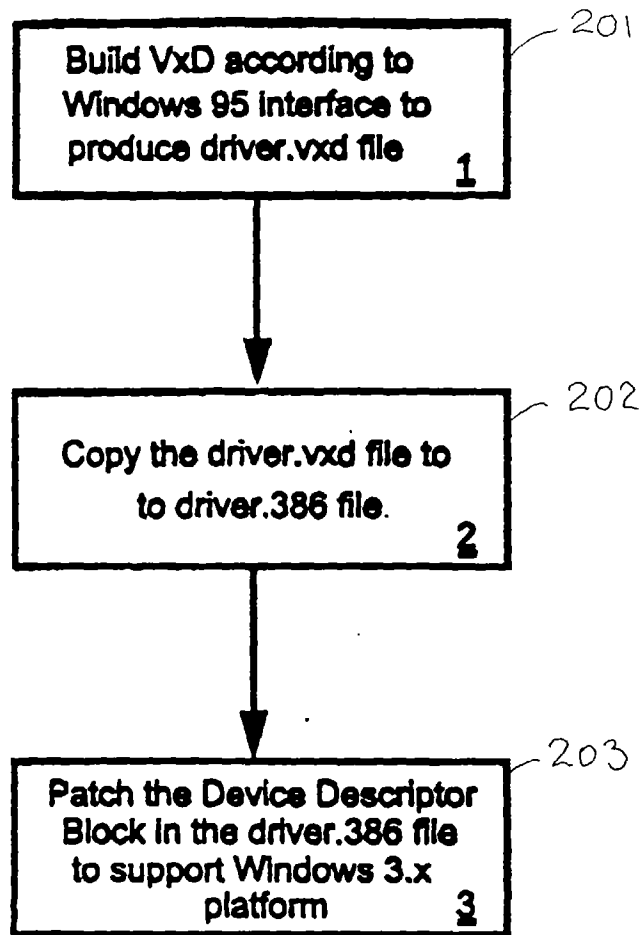 201
Build VxD according to
Windows 95 interface to
produce driver.vxd file
1
202
Copy the driver.vxd file to
to driver.386 file.
2
203
Patch the Device Descriptor
Block in the driver.386 file
to support Windows 3.x
platform
3